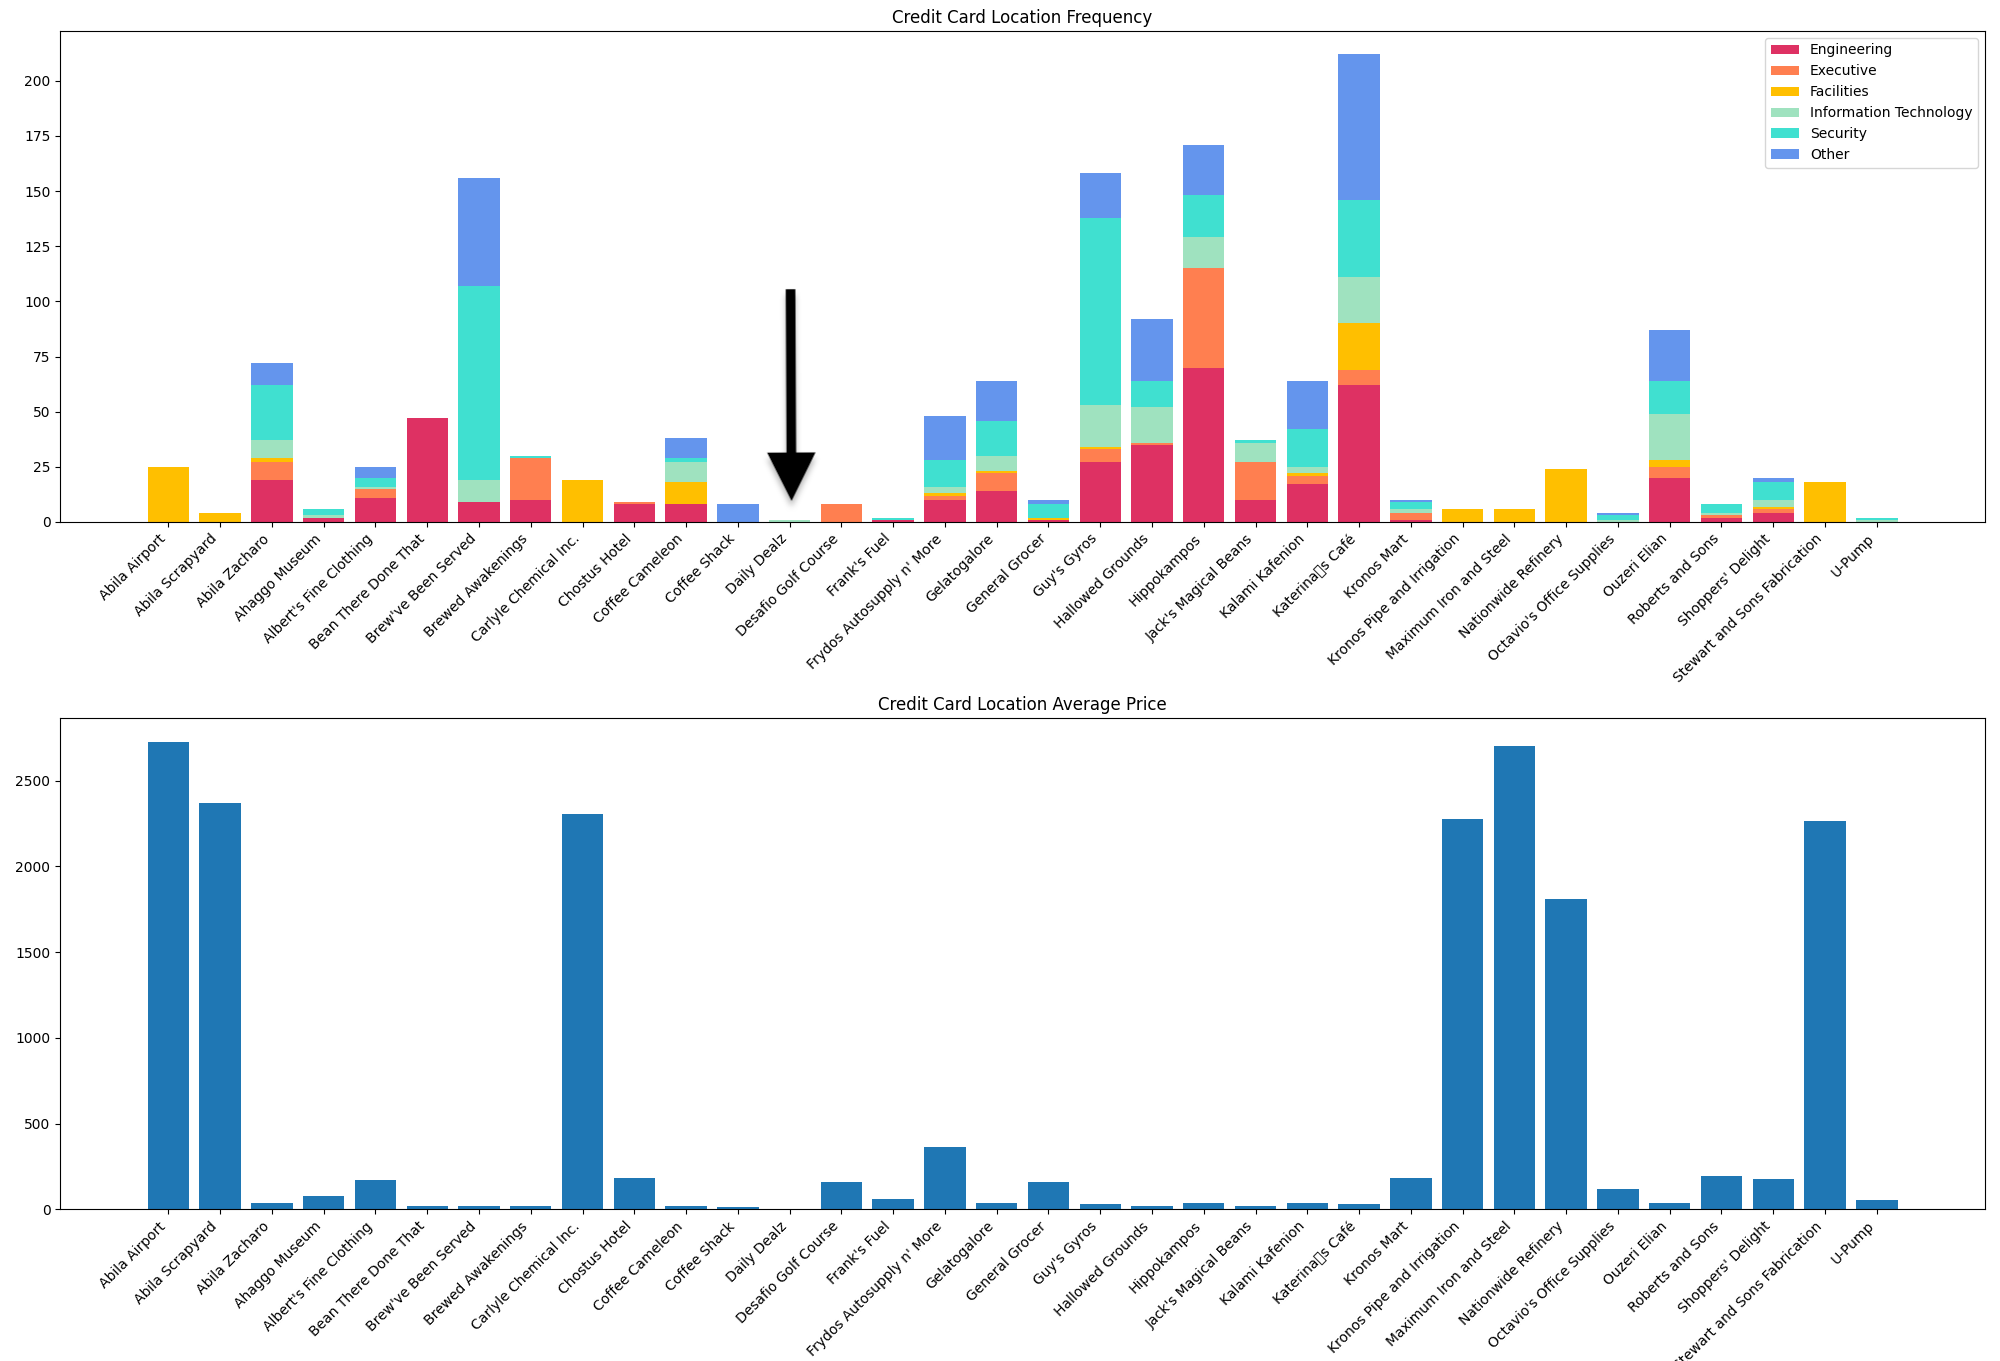 Credit Card Location Frequency
200
175
150
125
100
75
50
25
0
Engineering
Executive
Facilities
Information Technology
Security
Other
Abila Airport
Abila Scrapyard
Abila Zacharo
Ahaggo Museum
Albert's Fine Clothing
Bean There Done That
Brew've Been Served
Brewed Awakenings
Carlyle Chemical Inc.
Chostus Hotel
Coffee Cameleon
Coffee Shack
Daily Dealz
Desafio Golf Course
Frank's Fuel
Frydos Autosupply n' More
Gelatogalore
General Grocer
Guy's Gyros
Hallowed Grounds
Hippokampos
Jack's Magical Beans
Kalami Kafenion
Katerina▯s Café
Kronos Mart
Kronos Pipe and Irrigation
Maximum Iron and Steel
Nationwide Refinery
Octavio's Office Supplies
Ouzeri Elian
Roberts and Sons
Shoppers' Delight
Stewart and Sons Fabrication
U-Pump
Credit Card Location Average Price
2500
2000
1500
1000
500
0
Abila Airport
Abila Scrapyard
Abila Zacharo
Ahaggo Museum
Albert's Fine Clothing
Bean There Done That
Brew've Been Served
Brewed Awakenings
Carlyle Chemical Inc.
Chostus Hotel
Coffee Cameleon
Coffee Shack
Daily Dealz
Desafio Golf Course
Frank's Fuel
Frydos Autosupply n' More
Gelatogalore
General Grocer
Guy's Gyros
Hallowed Grounds
Hippokampos
Jack's Magical Beans
Kalami Kafenion
Katerina▯s Café
Kronos Mart
Kronos Pipe and Irrigation
Maximum Iron and Steel
Nationwide Refinery
Octavio's Office Supplies
Ouzeri Elian
Roberts and Sons
Shoppers' Delight
Stewart and Sons Fabrication
U-Pump